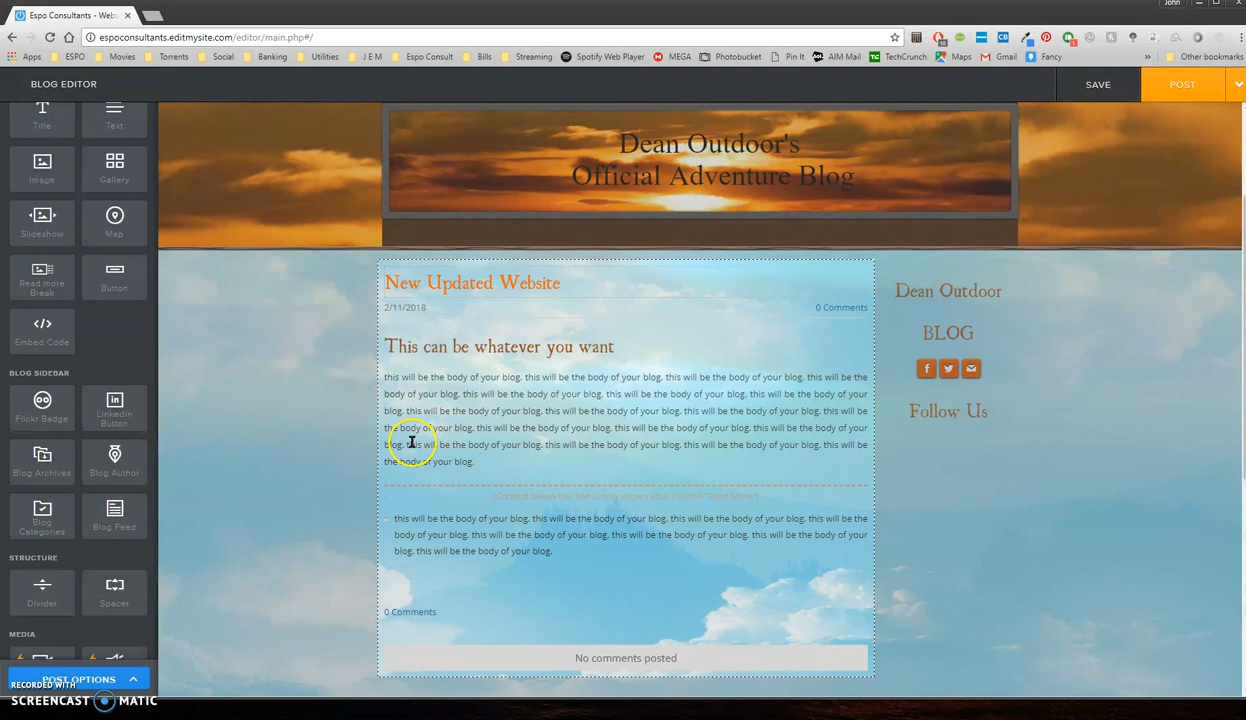 John
Espo Consultants - Webs
espoconsultants.editmysite.com/editor/main.php#/
Apps ESPO Movies Torrents Social Banking Utilities J E M Espo Consult Bills Streaming Spotify Web Player MEGA Photobucket Pin It AIM Mail TechCrunch Maps Gmail Fancy » Other bookmarks
BLOG EDITOR SAVE POST
Title Text
Image Gallery
Slideshow Map
Read more Break Button
Embed Code
BLOG SIDEBAR
Flickr Badge LinkedIn Button
Blog Archives Blog Author
Blog Categories Blog Feed
STRUCTURE
Divider Spacer
MEDIA
POST OPTIONS
RECORDED WITH
SCREENCAST MATIC
Dean Outdoor's
Official Adventure Blog
New Updated Website
2/11/2018 0 Comments
This can be whatever you want
this will be the body of your blog. this will be the body of your blog. this will be the body of your blog. this will be the
body of your blog. this will be the body of your blog. this will be the body of your blog. this will be the body of your
blog. this will be the body of your blog. this will be the body of your blog. this will be the body of your blog. this will be
the body of your blog. this will be the body of your blog. this will be the body of your blog. this will be the body of your
blog. this will be the body of your blog. this will be the body of your blog. this will be the body of your blog. this will be
the body of your blog.
(Content below this line is only shown after clicking "Read More")
this will be the body of your blog. this will be the body of your blog. this will be the body of your blog. this will be the
body of your blog. this will be the body of your blog. this will be the body of your blog. this will be the body of your
blog. this will be the body of your blog.
0 Comments
No comments posted
Dean Outdoor
BLOG
Follow Us